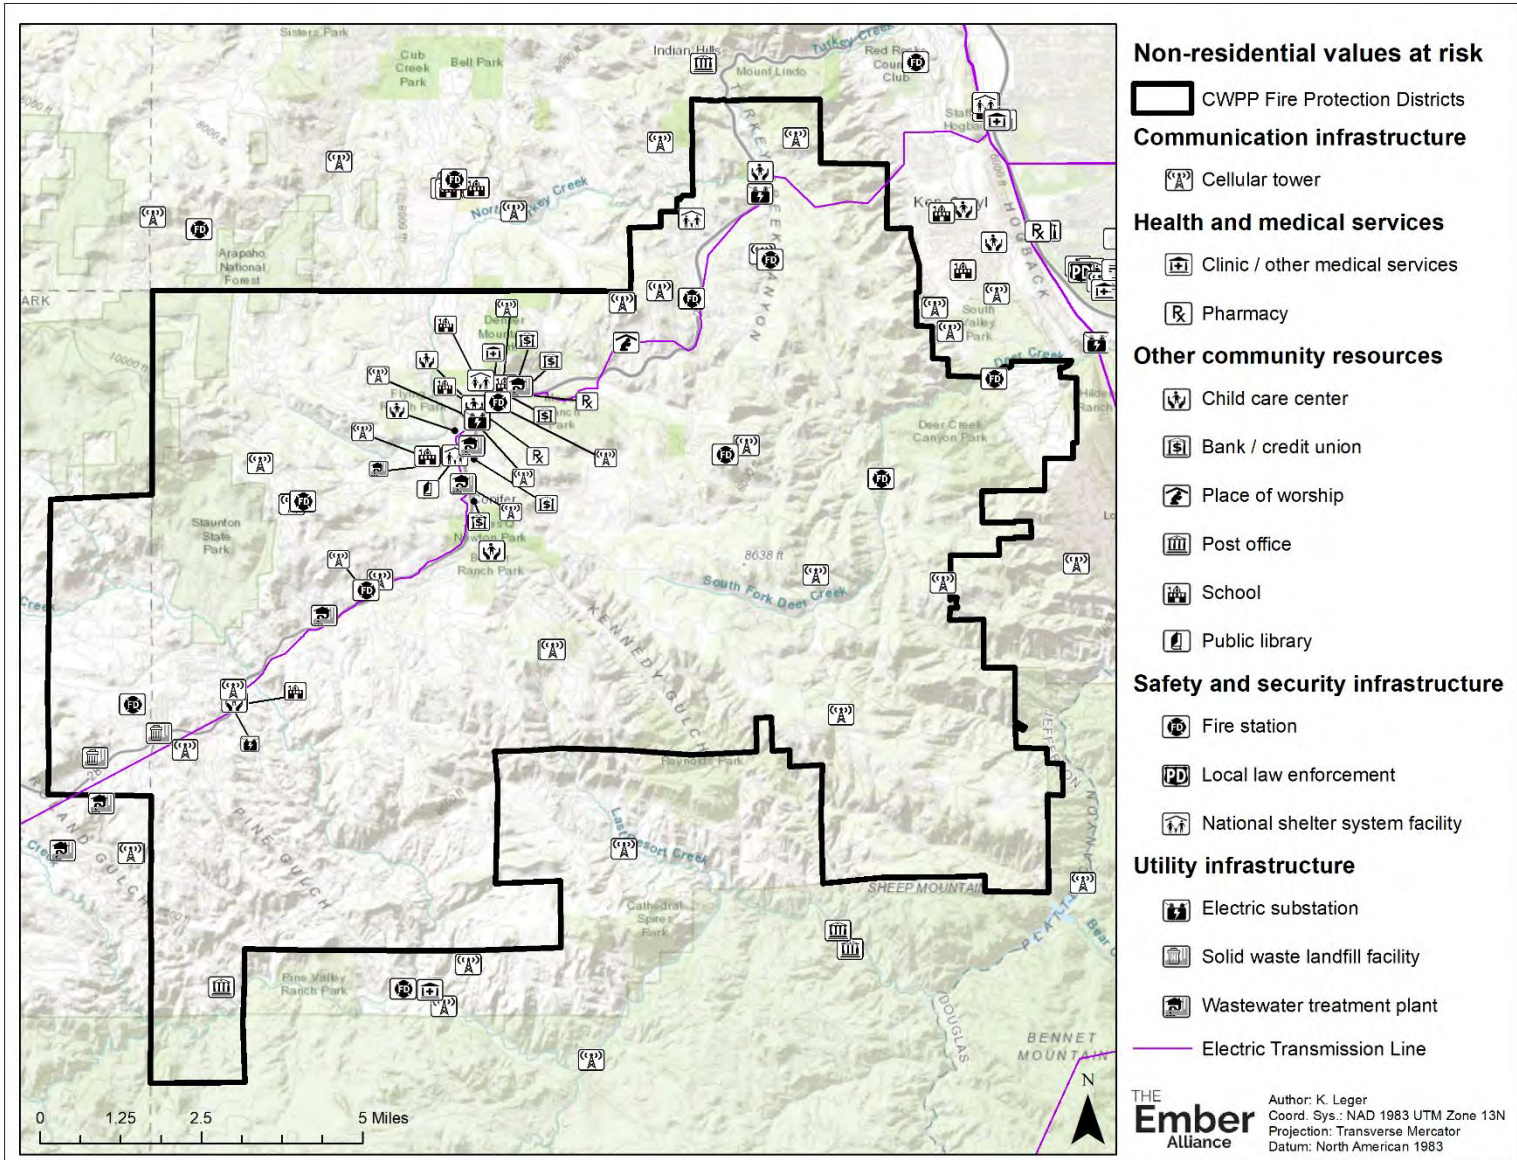 Sisters Park
Cub
Creek
Park
Bell Park
Indian Hills
Mount Lindo
Turkey Creek
Red Rocks
Country
Club
8000 ft
Arapaho
National
Forest
10000 ft
South
Valley
Park
HOGBACK
Deer Creek
Deer Creek
Canyon Park
Staunton
State
Park
Newton Park
Ranch Park
8638 ft
South Fork Deer Creek
KENNEDY GULCH
Reynolds Park
PINE GULCH
Last Resort Creek
SHEEP MOUNTAIN
Cathedral
Spires
Park
Pine Valley
Ranch Park
JEFFERSON
DOUGLAS
BENNET
MOUNTAIN
N
0 1.25 2.5 5 Miles
Non-residential values at risk
CWPP Fire Protection Districts
Communication infrastructure
Cellular tower
Health and medical services
Clinic / other medical services
Pharmacy
Other community resources
Child care center
Bank / credit union
Place of worship
Post office
School
Public library
Safety and security infrastructure
Fire station
Local law enforcement
National shelter system facility
Utility infrastructure
Electric substation
Solid waste landfill facility
Wastewater treatment plant
Electric Transmission Line
THE
Ember
Alliance
Author: K. Leger
Coord. Sys.: NAD 1983 UTM Zone 13N
Projection: Transverse Mercator
Datum: North American 1983